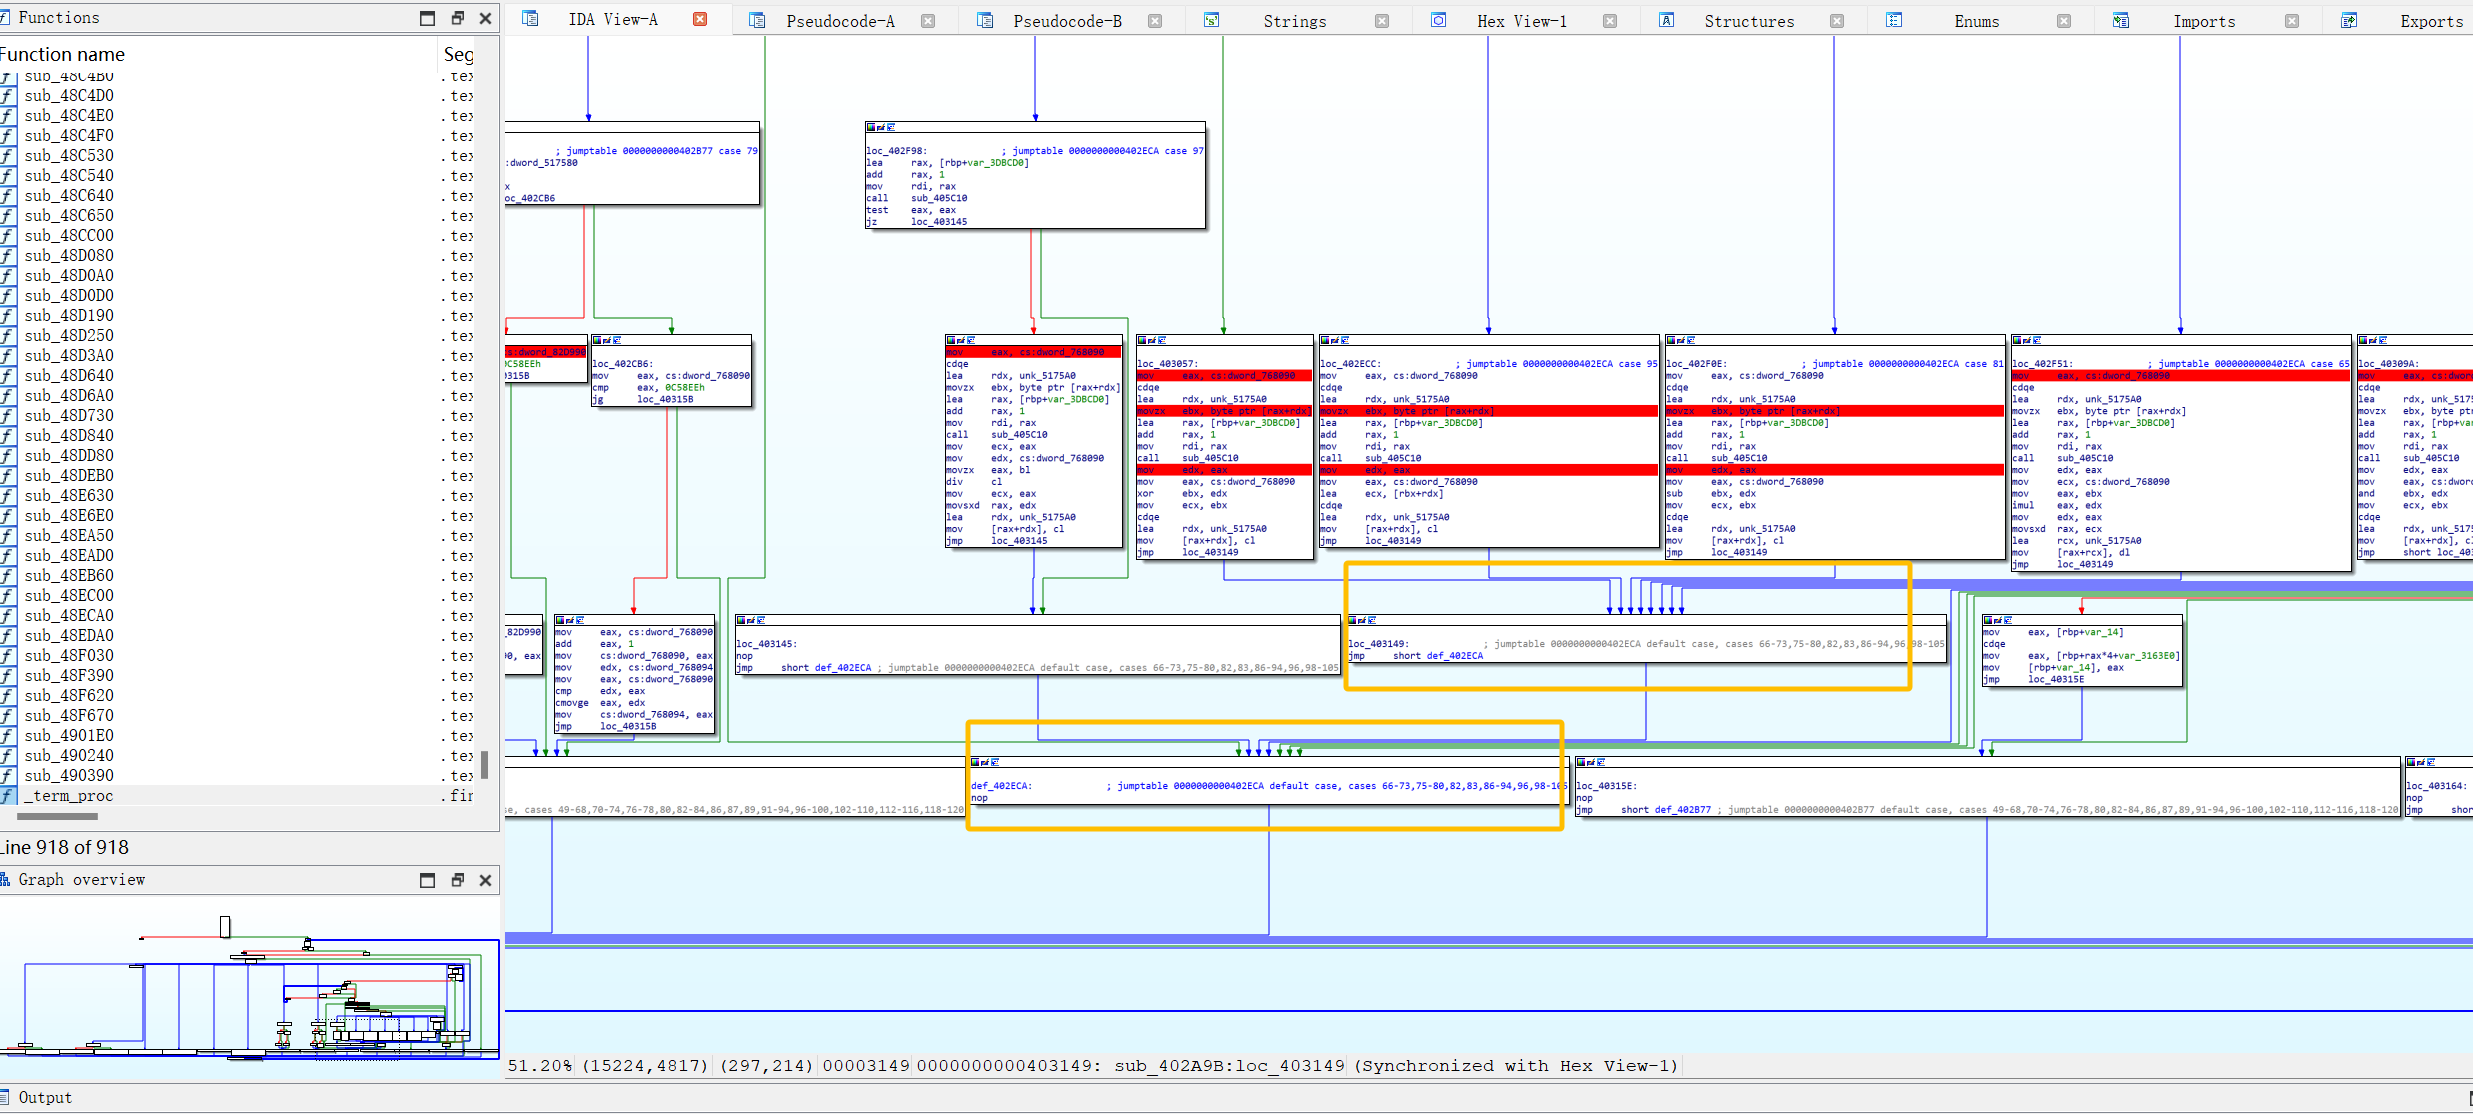 Functions
Function name Seg
sub_48C4B0 .tex
sub_48C4D0 .tex
sub_48C4E0 .tex
sub_48C4F0 .tex
sub_48C530 .tex
sub_48C540 .tex
sub_48C640 .tex
sub_48C650 .tex
sub_48CC00 .tex
sub_48D080 .tex
sub_48D0A0 .tex
sub_48D0D0 .tex
sub_48D190 .tex
sub_48D250 .tex
sub_48D3A0 .tex
sub_48D640 .tex
sub_48D6A0 .tex
sub_48D730 .tex
sub_48D840 .tex
sub_48DD80 .tex
sub_48DEB0 .tex
sub_48E630 .tex
sub_48E6E0 .tex
sub_48EA50 .tex
sub_48EAD0 .tex
sub_48EB60 .tex
sub_48EC00 .tex
sub_48ECA0 .tex
sub_48EDA0 .tex
sub_48F030 .tex
sub_48F390 .tex
sub_48F620 .tex
sub_48F670 .tex
sub_4901E0 .tex
sub_490240 .tex
sub_490390 .tex
_term_proc .fin
Line 918 of 918
Graph overview
IDA View-A Pseudocode-A Pseudocode-B Strings Hex View-1 Structures Enums Imports Exports
; jumptable 0000000000402B77 case 79
:dword_517580
x
oc_402CB6
loc_402F98: ; jumptable 0000000000402ECA case 97
lea rax, [rbp+var_3DBCD0]
add rax, 1
mov rdi, rax
call sub_405C10
test eax, eax
jz loc_403145
s:dword_82D990
0C58EEh
0315B
loc_402CB6:
mov eax, cs:dword_768090
cmp eax, 0C58EEh
jg loc_40315B
mov eax, cs:dword_768090
cdqe
lea rdx, unk_5175A0
movzx ebx, byte ptr [rax+rdx]
lea rax, [rbp+var_3DBCD0]
add rax, 1
mov rdi, rax
call sub_405C10
mov ecx, eax
mov edx, cs:dword_768090
movzx eax, bl
div cl
mov ecx, eax
movsxd rax, edx
lea rdx, unk_5175A0
mov [rax+rdx], cl
jmp loc_403145
loc_403057:
mov eax, cs:dword_768090
cdqe
lea rdx, unk_5175A0
movzx ebx, byte ptr [rax+rdx]
lea rax, [rbp+var_3DBCD0]
add rax, 1
mov rdi, rax
call sub_405C10
mov edx, eax
mov eax, cs:dword_768090
xor ebx, edx
mov ecx, ebx
cdqe
lea rdx, unk_5175A0
mov [rax+rdx], cl
jmp loc_403149
loc_402ECC: ; jumptable 0000000000402ECA case 95
mov eax, cs:dword_768090
cdqe
lea rdx, unk_5175A0
movzx ebx, byte ptr [rax+rdx]
lea rax, [rbp+var_3DBCD0]
add rax, 1
mov rdi, rax
call sub_405C10
mov edx, eax
mov eax, cs:dword_768090
lea ecx, [rbx+rdx]
cdqe
lea rdx, unk_5175A0
mov [rax+rdx], cl
jmp loc_403149
loc_402F0E: ; jumptable 0000000000402ECA case 81
mov eax, cs:dword_768090
cdqe
lea rdx, unk_5175A0
movzx ebx, byte ptr [rax+rdx]
lea rax, [rbp+var_3DBCD0]
add rax, 1
mov rdi, rax
call sub_405C10
mov edx, eax
mov eax, cs:dword_768090
sub ebx, edx
mov ecx, ebx
cdqe
lea rdx, unk_5175A0
mov [rax+rdx], cl
jmp loc_403149
loc_402F51: ; jumptable 0000000000402ECA case 65
mov eax, cs:dword_768090
cdqe
lea rdx, unk_5175A0
movzx ebx, byte ptr [rax+rdx]
lea rax, [rbp+var_3DBCD0]
add rax, 1
mov rdi, rax
call sub_405C10
mov edx, eax
mov ecx, cs:dword_768090
mov eax, ebx
imul eax, edx
mov edx, eax
movsxd rax, ecx
lea rcx, unk_5175A0
mov [rax+rcx], dl
jmp loc_403149
loc_40309A:
mov eax, cs:dwor
cdqe
lea rdx, unk_5175
movzx ebx, byte ptr
lea rax, [rbp+va
add rax, 1
mov rdi, rax
call sub_405C10
mov edx, eax
mov eax, cs:dword
and ebx, edx
mov ecx, ebx
cdqe
lea rdx, unk_5175
mov [rax+rdx], c
jmp short loc_403
_82D990
90, eax
mov eax, cs:dword_768090
add eax, 1
mov cs:dword_768090, eax
mov edx, cs:dword_768094
mov eax, cs:dword_768090
cmp edx, eax
cmovge eax, edx
mov cs:dword_768094, eax
jmp loc_40315B
loc_403145:
nop
jmp short def_402ECA ; jumptable 0000000000402ECA default case, cases 66-73,75-80,82,83,86-94,96,98-105
loc_403149: ; jumptable 0000000000402ECA default case, cases 66-73,75-80,82,83,86-94,96,98-105
jmp short def_402ECA
mov eax, [rbp+var_14]
cdqe
mov eax, [rbp+rax*4+var_3163E0]
mov [rbp+var_14], eax
jmp loc_40315E
se, cases 49-68,70-74,76-78,80,82-84,86,87,89,91-94,96-100,102-110,112-116,118-120
def_402ECA: ; jumptable 0000000000402ECA default case, cases 66-73,75-80,82,83,86-94,96,98-105
nop
loc_40315E:
nop
jmp short def_402B77 ; jumptable 0000000000402B77 default case, cases 49-68,70-74,76-78,80,82-84,86,87,89,91-94,96-100,102-110,112-116,118-120
loc_403164:
nop
jmp shor
51.20% (15224,4817) (297,214) 00003149 0000000000403149: sub_402A9B:loc_403149 (Synchronized with Hex View-1)
Output